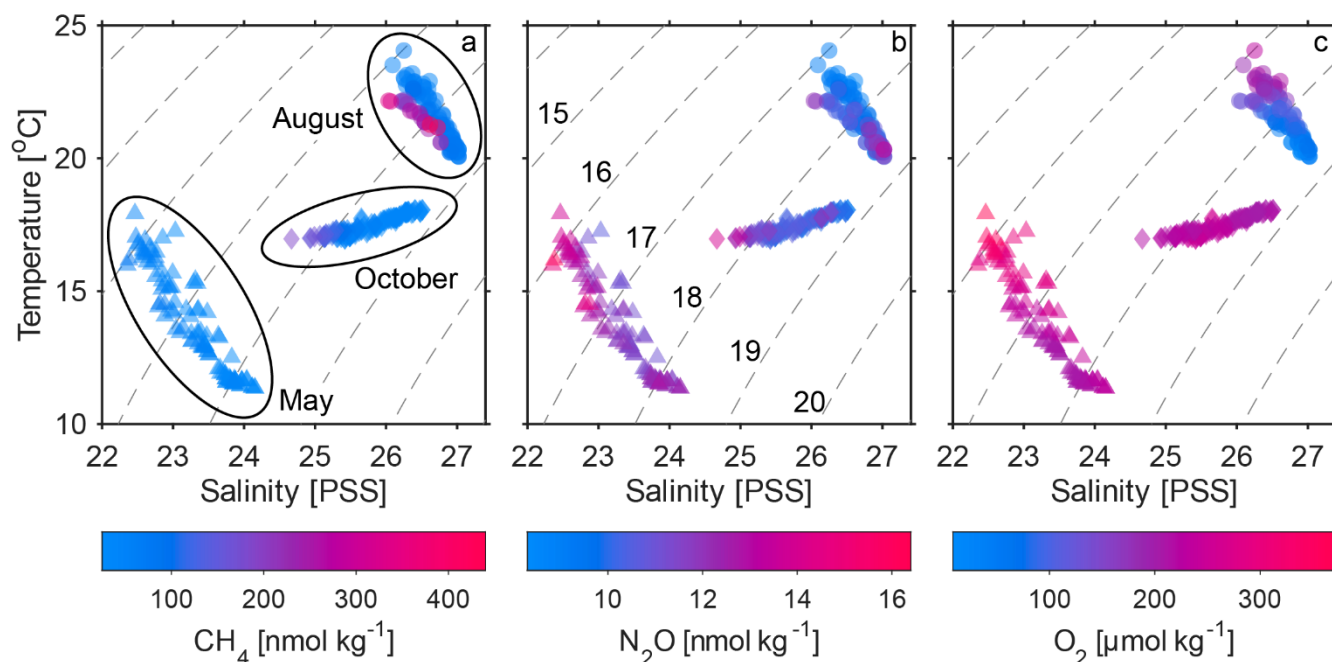 25
20
15
10
Temperature [°C]
a
August
October
May
22 23 24 25 26 27
Salinity [PSS]
100 200 300 400
CH₄ [nmol kg⁻¹]
b
15
16
17
18
19
20
22 23 24 25 26 27
Salinity [PSS]
10 12 14 16
N₂O [nmol kg⁻¹]
c
22 23 24 25 26 27
Salinity [PSS]
100 200 300
O₂ [µmol kg⁻¹]